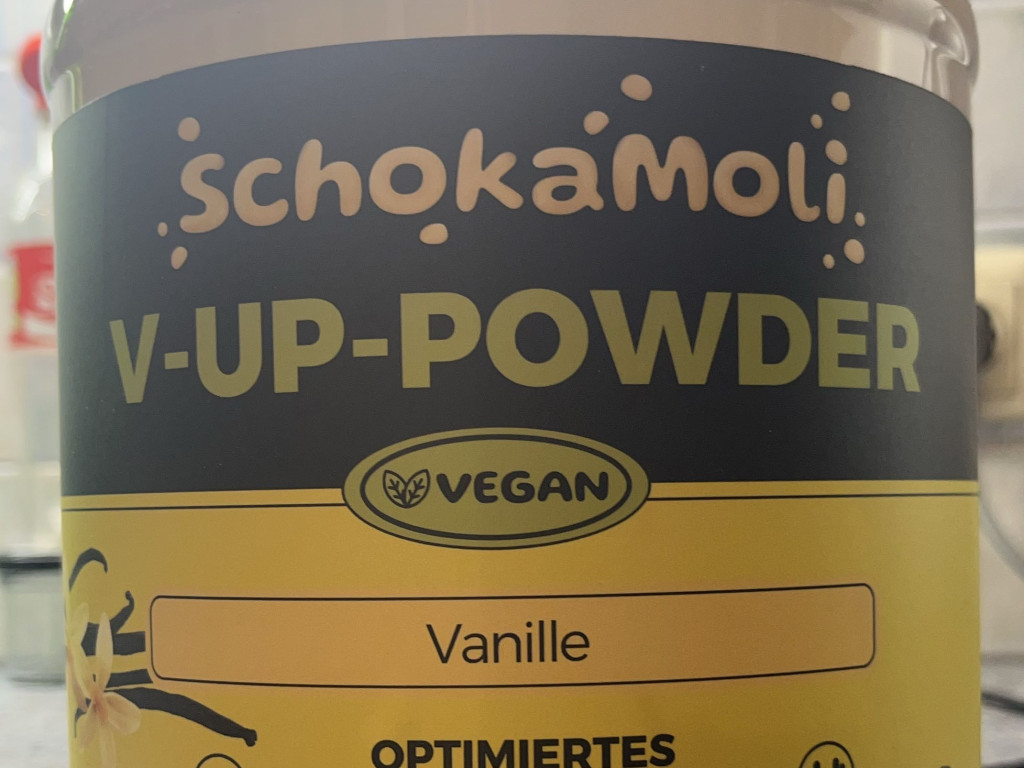 SchokaMoli
V-UP-POWDER
VEGAN
Vanille
OPTIMIERTES